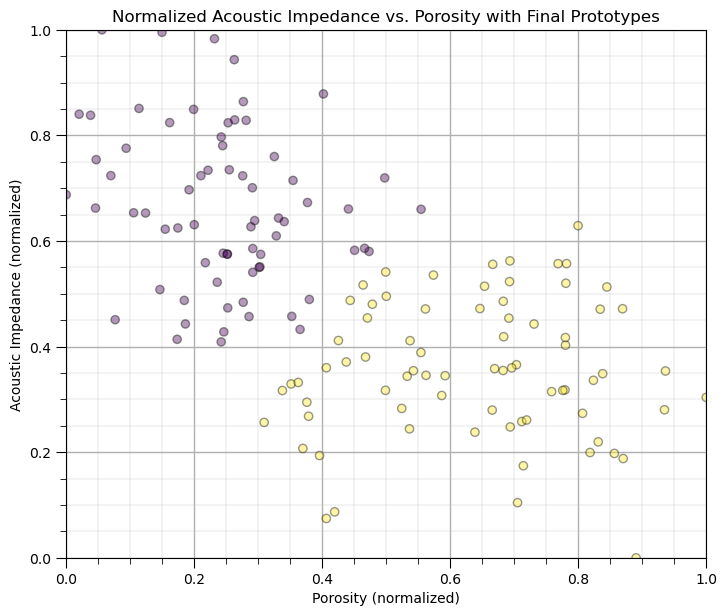 Normalized Acoustic Impedance vs. Porosity with Final Prototypes
Acoustic Impedance (normalized)
1.0
0.8
0.6
0.4
0.2
0.0
0.0 0.2 0.4 0.6 0.8 1.0
Porosity (normalized)